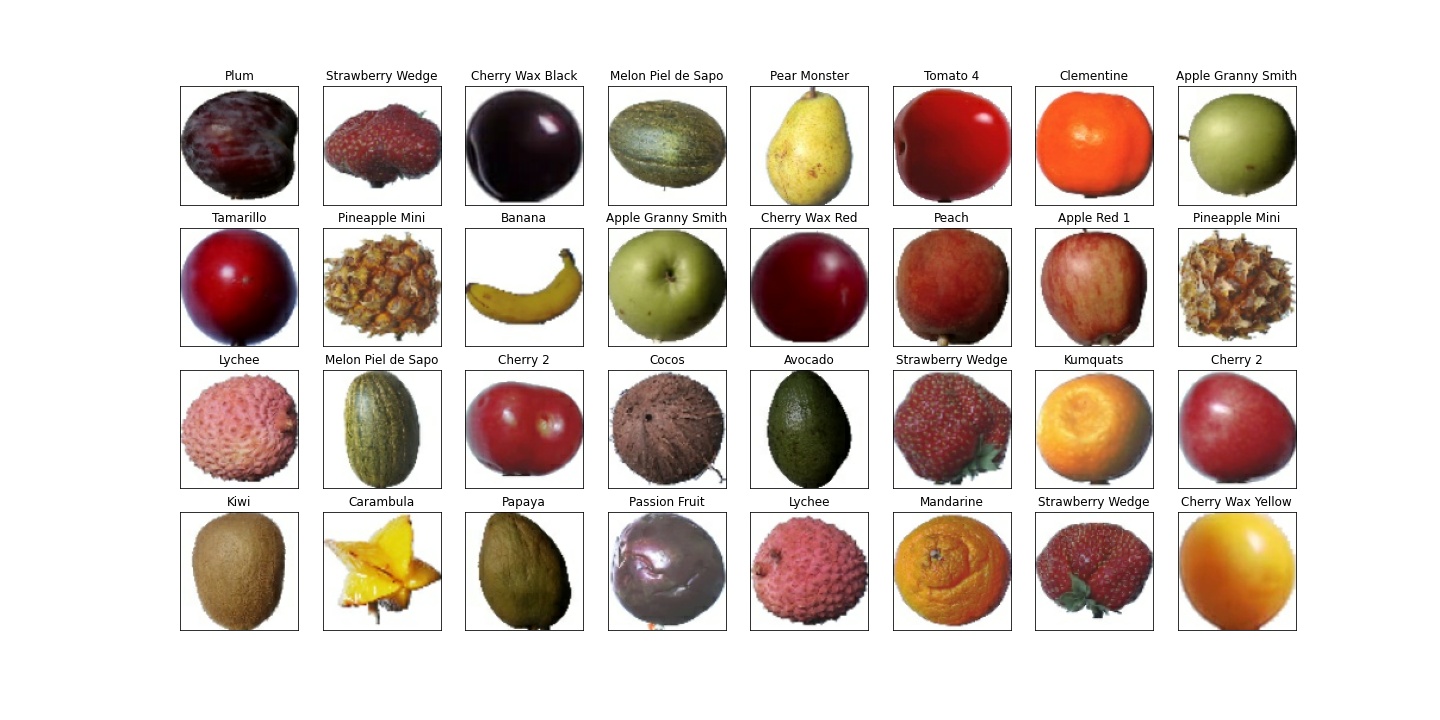 Plum
Strawberry Wedge
Cherry Wax Black
Melon Piel de Sapo
Pear Monster
Tomato 4
Clementine
Apple Granny Smith
Tamarillo
Pineapple Mini
Banana
Apple Granny Smith
Cherry Wax Red
Peach
Apple Red 1
Pineapple Mini
Lychee
Melon Piel de Sapo
Cherry 2
Cocos
Avocado
Strawberry Wedge
Kumquats
Cherry 2
Kiwi
Carambula
Papaya
Passion Fruit
Lychee
Mandarine
Strawberry Wedge
Cherry Wax Yellow